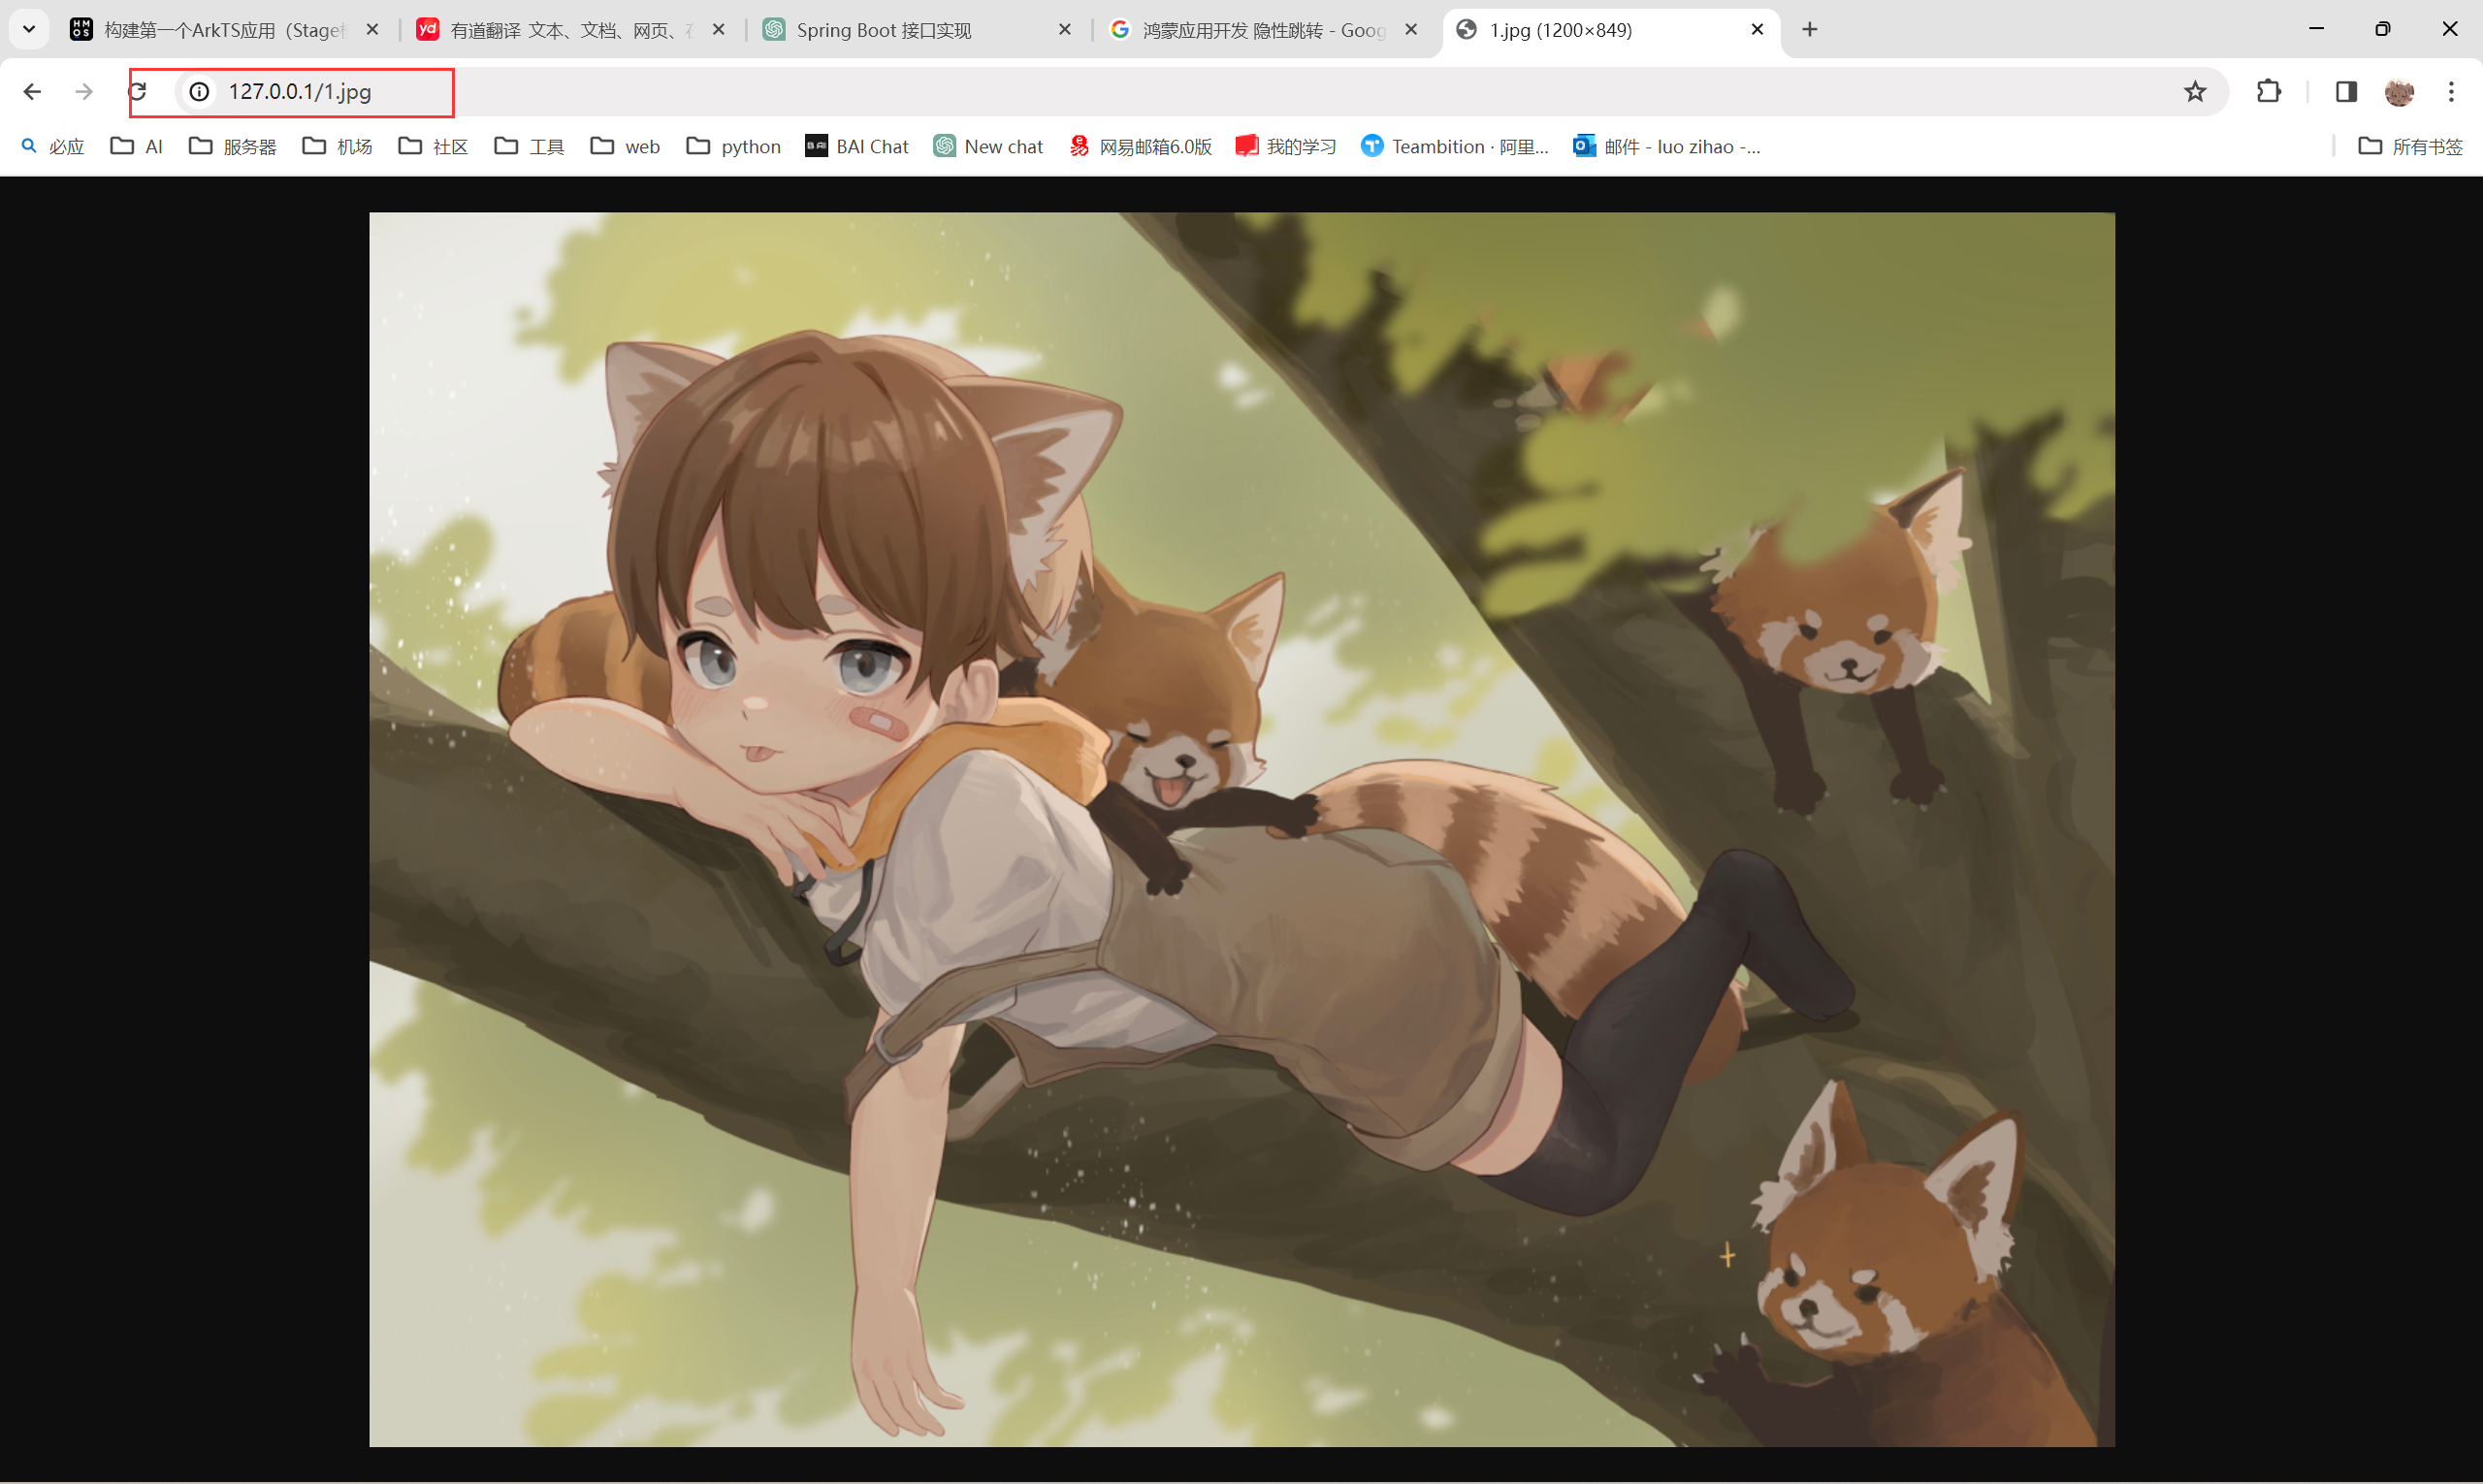 构建第一个ArkTS应用（Stage
有道翻译 文本、文档、网页、
Spring Boot 接口实现
鸿蒙应用开发 隐性跳转 - Goog
1.jpg (1200×849)
127.0.0.1/1.jpg
必应 AI 服务器 机场 社区 工具 web python BAI Chat New chat 网易邮箱6.0版 我的学习 Teambition · 阿里... 邮件 - luo zihao -... 所有书签